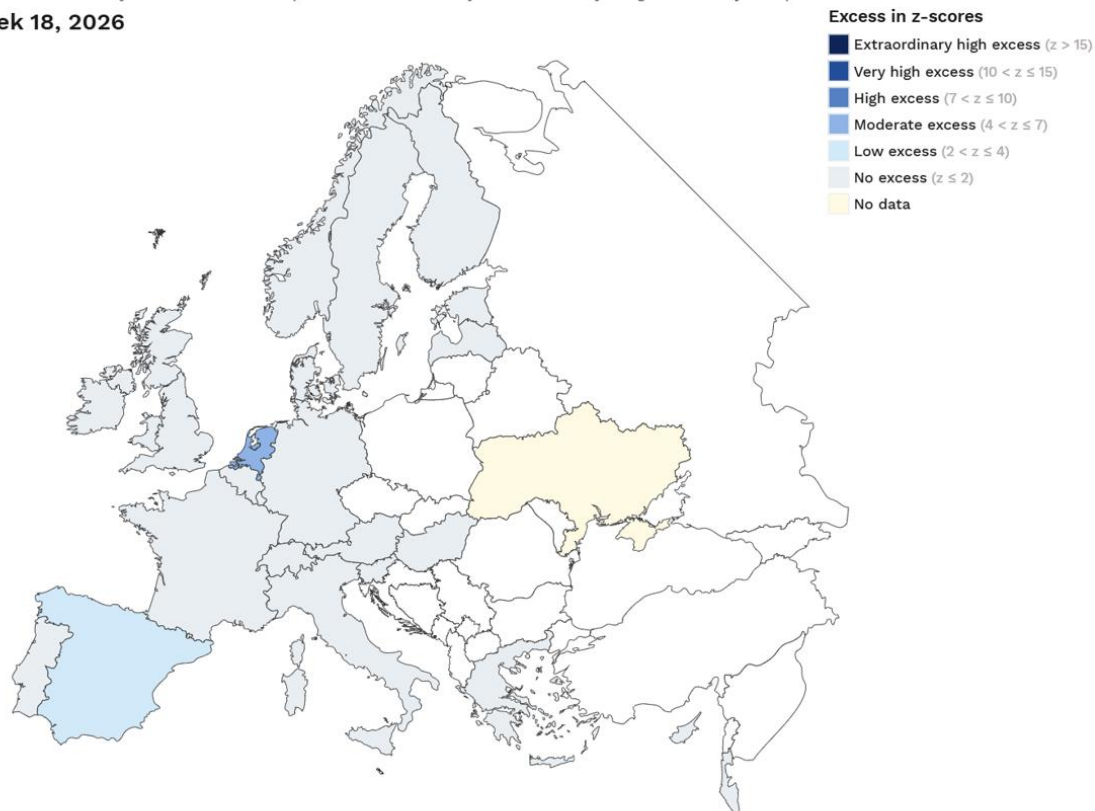 ek 18, 2026
Excess in z-scores
Extraordinary high excess (z > 15)
Very high excess (10 < z ≤ 15)
High excess (7 < z ≤ 10)
Moderate excess (4 < z ≤ 7)
Low excess (2 < z ≤ 4)
No excess (z ≤ 2)
No data